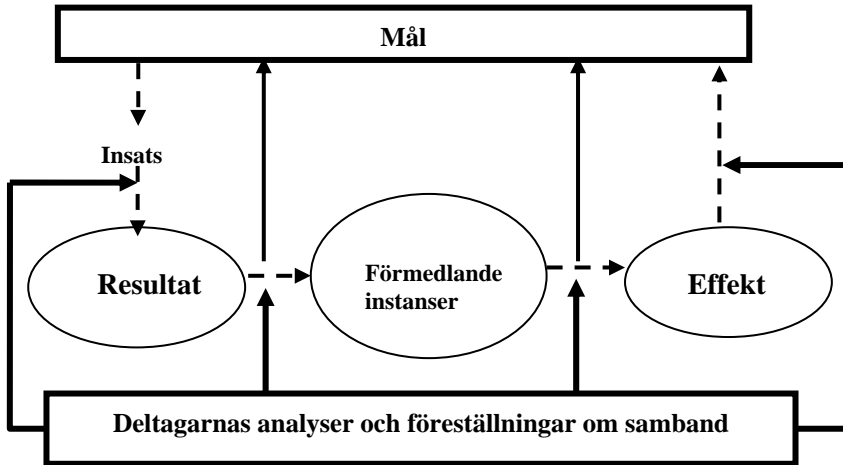 Mål
Insats
Resultat
Förmedlande
instanser
Effekt
Deltagarnas analyser och föreställningar om samband